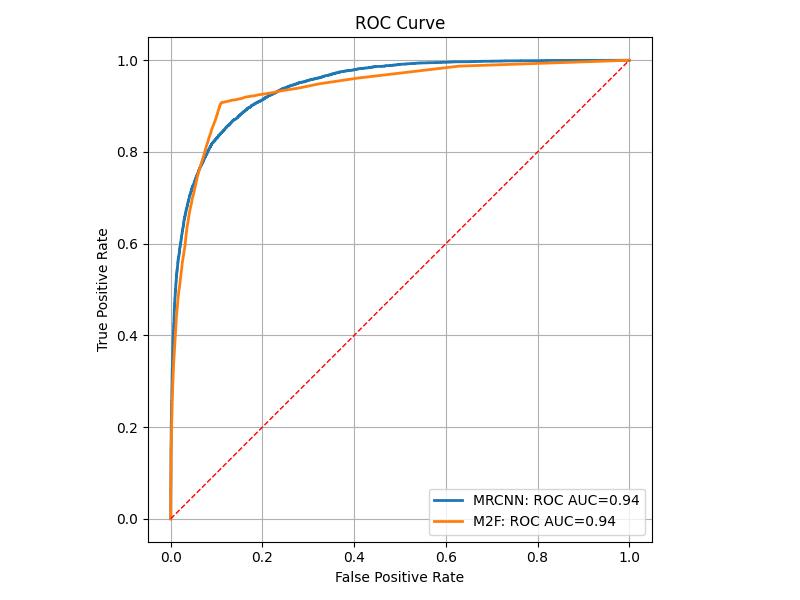 ROC Curve
1.0
0.8
0.6
0.4
0.2
0.0
True Positive Rate
0.0 0.2 0.4 0.6 0.8 1.0
False Positive Rate
MRCNN: ROC AUC=0.94
M2F: ROC AUC=0.94